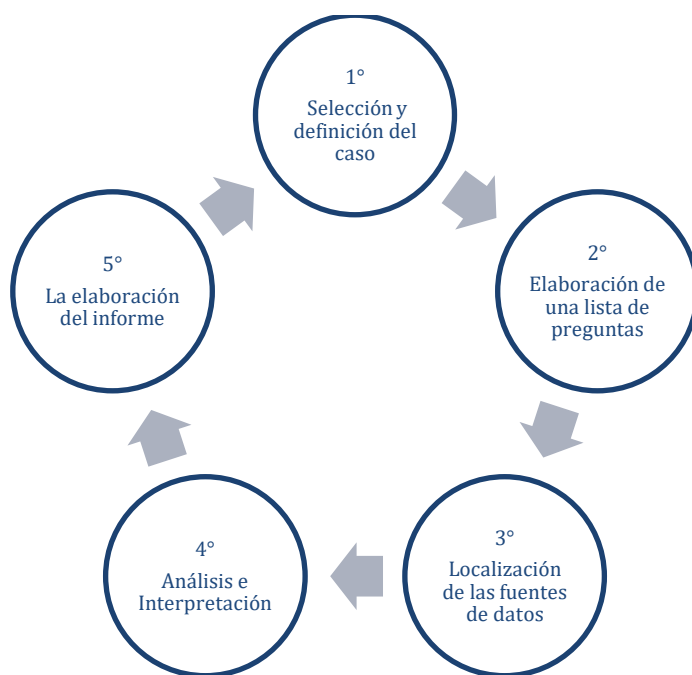 1°
Selección y
definición del
caso
2°
Elaboración de
una lista de
preguntas
3°
Localización
de las fuentes
de datos
4°
Análisis e
Interpretación
5°
La elaboración
del informe